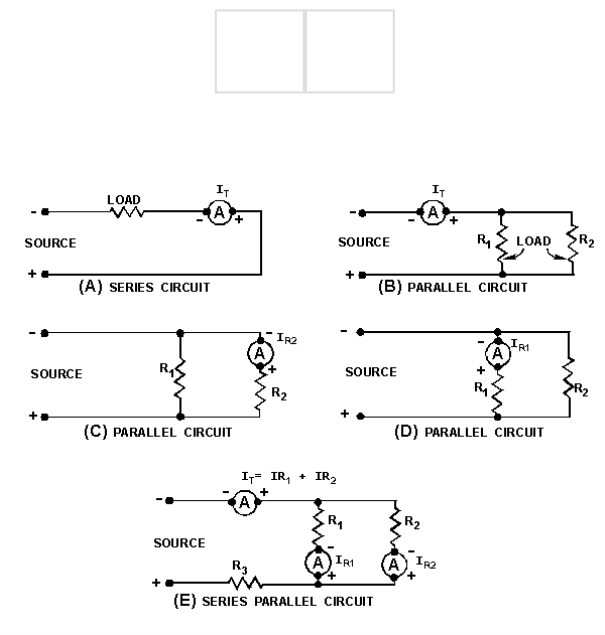 LOAD
I_T
A
- +
-
SOURCE
+
(A) SERIES CIRCUIT
I_T
-
A
- +
SOURCE
R_1 LOAD R_2
+
(B) PARALLEL CIRCUIT
-
- I_R2
A
+
SOURCE
R_1
R_2
+
(C) PARALLEL CIRCUIT
-
- I_R1
A
+
SOURCE
R_1
R_2
+
(D) PARALLEL CIRCUIT
I_T= IR_1 + IR_2
-
- A +
R_1 R_2
SOURCE
- -
A I_R1 A I_R2
+ +
R_3
+
(E) SERIES PARALLEL CIRCUIT